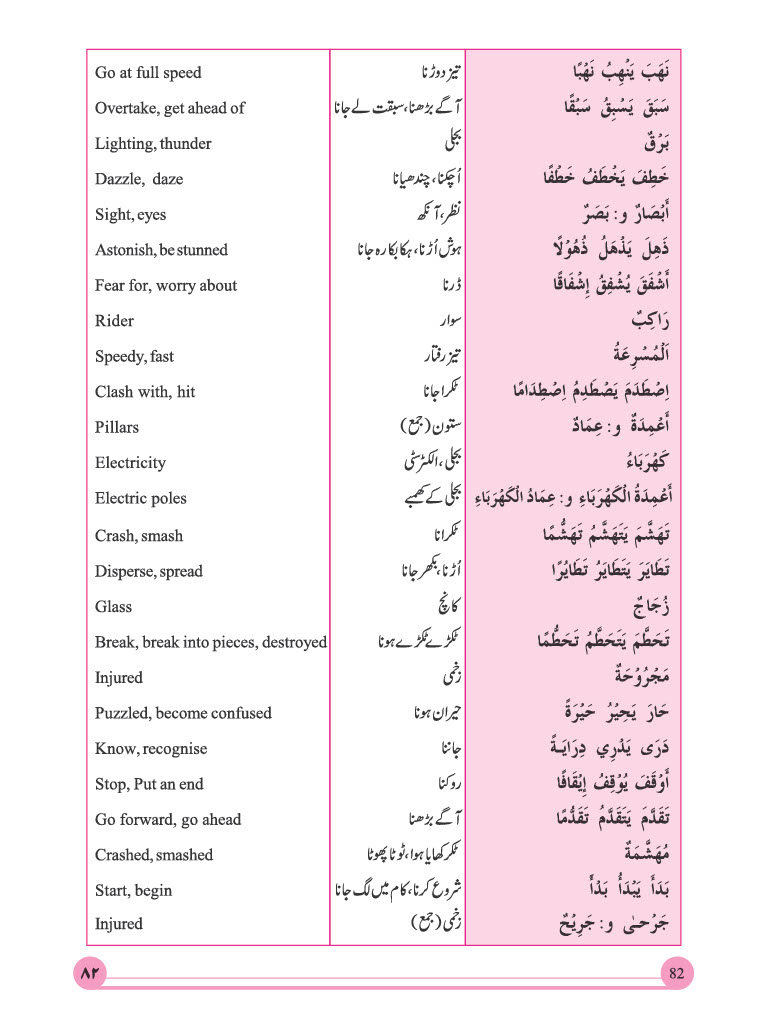 Go at full speed	تیز دوڑنا	نَهَبَ يَنْهِبُ نَهْبًا
Overtake, get ahead of	آگے بڑھنا، سبقت لے جانا	سَبَقَ يَسْبِقُ سَبْقًا
Lighting, thunder	بجلی	بَرْقٌ
Dazzle, daze	اُچکنا، چندھیانا	خَطِفَ يَخْطَفُ خَطْفًا
Sight, eyes	نظر، آنکھ	أَبْصَارٌ و: بَصَرٌ
Astonish, be stunned	ہوش اُڑنا، ہکا بکا رہ جانا	ذَهِلَ يَذْهَلُ ذُهُوْلًا
Fear for, worry about	ڈرنا	أَشْفَقَ يُشْفِقُ إِشْفَاقًا
Rider	سوار	رَاكِبٌ
Speedy, fast	تیز رفتار	اَلْمُسْرِعَةُ
Clash with, hit	ٹکرا جانا	اِصْطَدَمَ يَصْطَدِمُ اِصْطِدَامًا
Pillars	ستون (جمع)	أَعْمِدَةٌ و: عِمَادٌ
Electricity	بجلی، الکٹرسٹی	كَهْرَبَاءُ
Electric poles	بجلی کے کھمبے	أَعْمِدَةُ الْكَهْرَبَاءِ و: عِمَادُ الْكَهْرَبَاءِ
Crash, smash	ٹکرانا	تَهَشَّمَ يَتَهَشَّمُ تَهَشُّمًا
Disperse, spread	اُڑنا، بکھر جانا	تَطَايَرَ يَتَطَايَرُ تَطَايُرًا
Glass	کانچ	زُجَاجٌ
Break, break into pieces, destroyed	ٹکڑے ٹکڑے ہونا	تَحَطَّمَ يَتَحَطَّمُ تَحَطُّمًا
Injured	زخمی	مَجْرُوْحَةٌ
Puzzled, become confused	حیران ہونا	حَارَ يَحِيْرُ حَيْرَةً
Know, recognise	جاننا	دَرَى يَدْرِي دِرَايَةً
Stop, Put an end	روکنا	أَوْقَفَ يُوْقِفُ إِيْقَافًا
Go forward, go ahead	آگے بڑھنا	تَقَدَّمَ يَتَقَدَّمُ تَقَدُّمًا
Crashed, smashed	ٹکر کھایا ہوا، ٹوٹا پھوٹا	مُهَشَّمَةٌ
Start, begin	شروع کرنا، کام میں لگ جانا	بَدَأَ يَبْدَأُ بَدْأً
Injured	زخمی (جمع)	جَرْحىٰ و: جَرِيْحٌ
۸۲	82